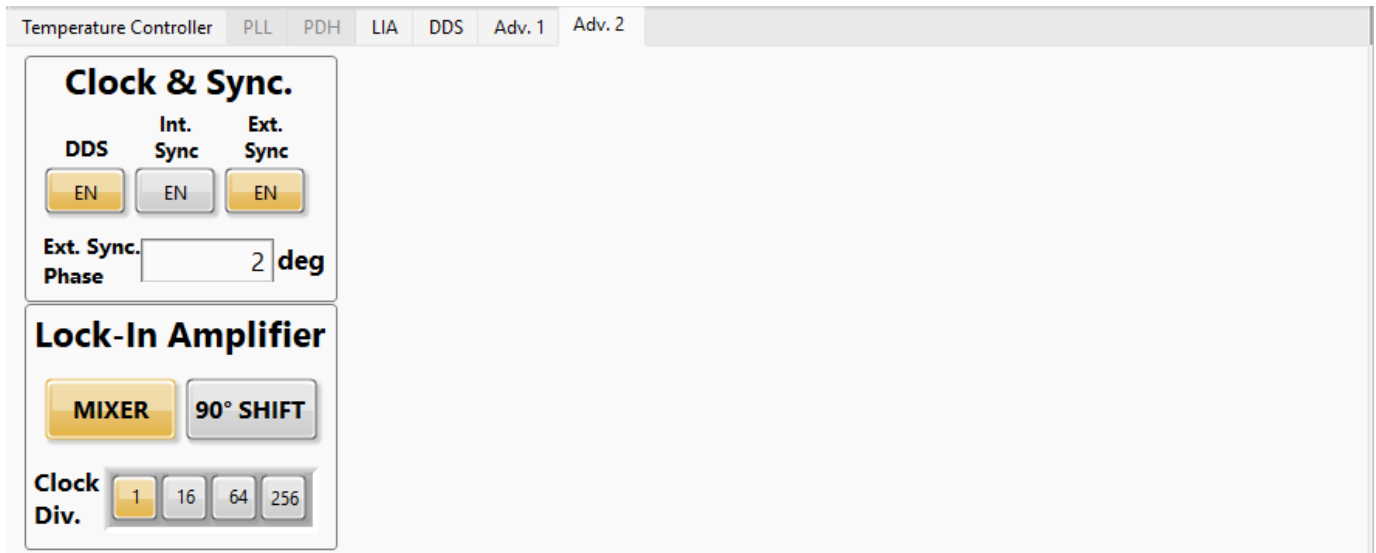 Temperature Controller PLL PDH LIA DDS Adv. 1 Adv. 2
Clock & Sync.
DDS Int. Sync Ext. Sync
EN EN EN
Ext. Sync. Phase 2 deg
Lock-In Amplifier
MIXER 90° SHIFT
Clock Div. 1 16 64 256